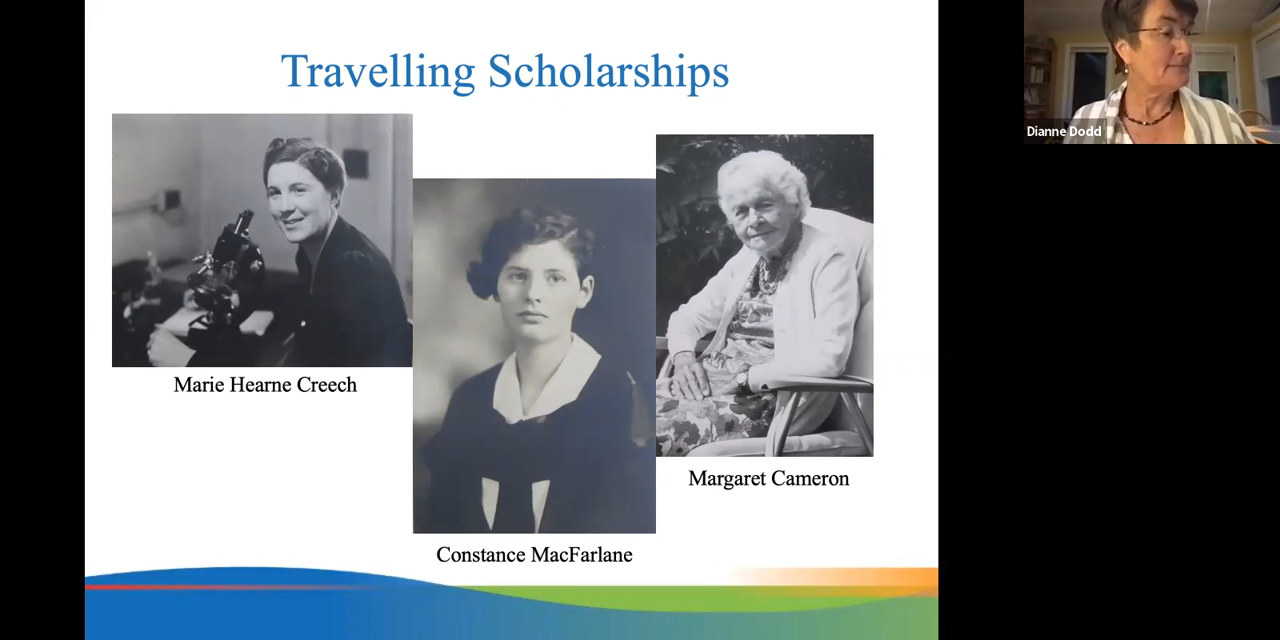 Travelling Scholarships
Dianne Dodd
Marie Hearne Creech
Margaret Cameron
Constance MacFarlane